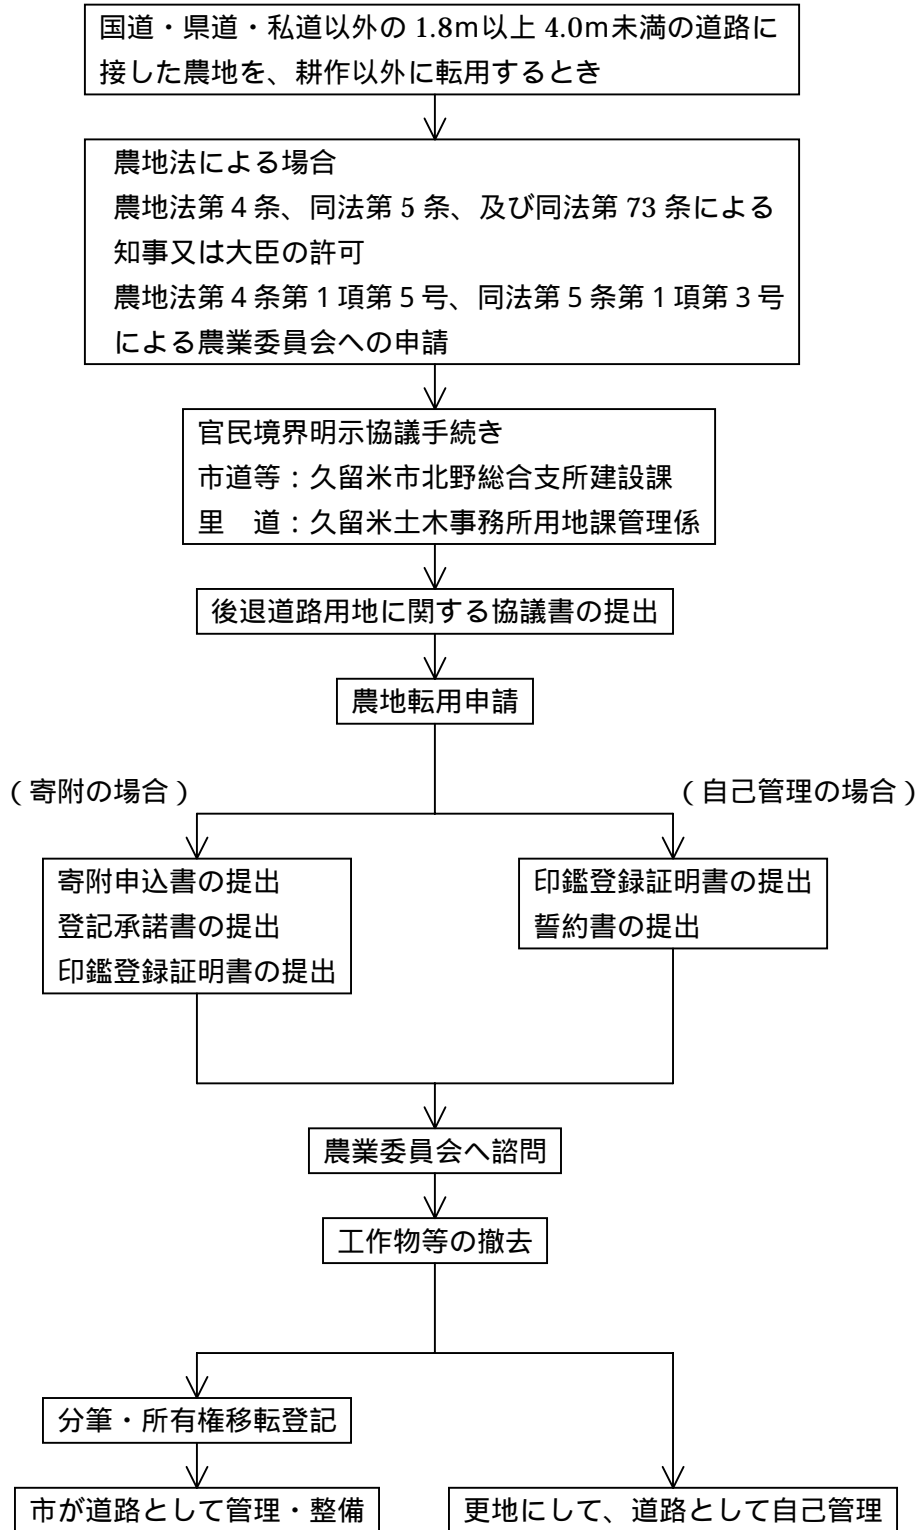 国道・県道・私道以外の 1.8m以上 4.0m未満の道路に
接した農地を、耕作以外に転用するとき
農地法による場合
農地法第４条、同法第 5 条、及び同法第 73 条による
知事又は大臣の許可
農地法第４条第１項第５号、同法第５条第１項第３号
による農業委員会への申請
官民境界明示協議手続き
市道等：久留米市北野総合支所建設課
里　道：久留米土木事務所用地課管理係
後退道路用地に関する協議書の提出
農地転用申請
（寄附の場合）
（自己管理の場合）
寄附申込書の提出
登記承諾書の提出
印鑑登録証明書の提出
印鑑登録証明書の提出
誓約書の提出
農業委員会へ諮問
工作物等の撤去
分筆・所有権移転登記
市が道路として管理・整備
更地にして、道路として自己管理